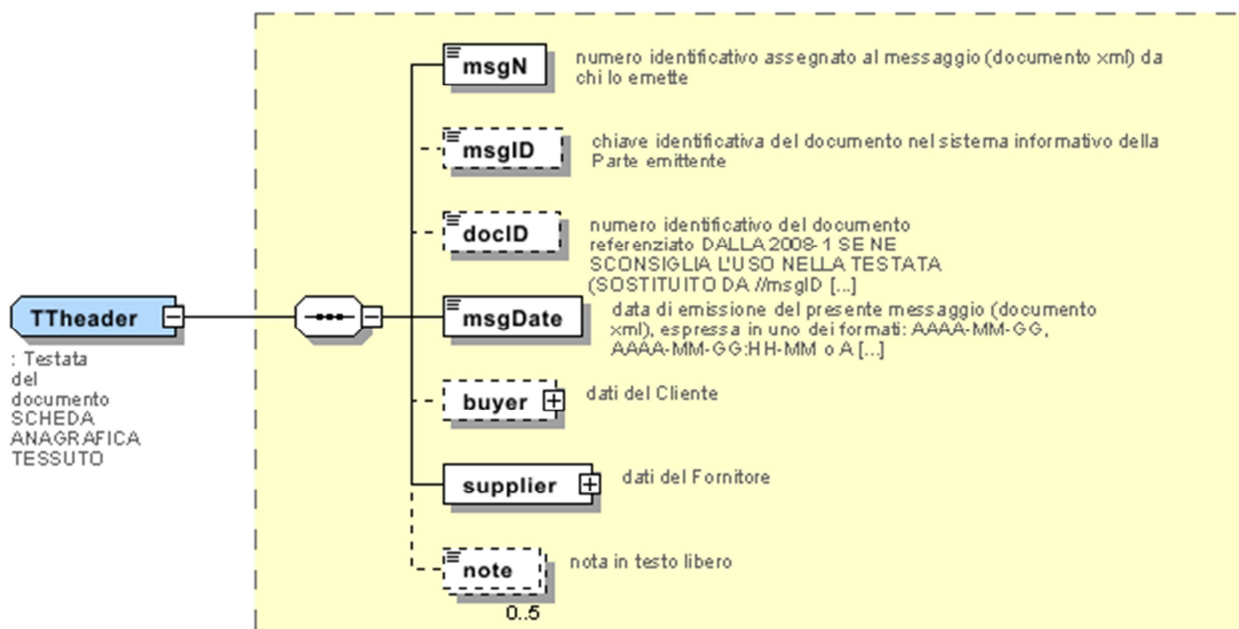 msgN
numero identificativo assegnato al messaggio (documento xml) da
chi lo emette
msgID
chiave identificativa del documento nel sistema informativo della
Parte emittente
docID
numero identificativo del documento
referenziato DALLA 2008-1 SE NE
SCONSIGLIA L'USO NELLA TESTATA
(SOSTITUITO DA //msgID [...]
TTheader
: Testata
del
documento
SCHEDA
ANAGRAFICA
TESSUTO
msgDate
data di emissione del presente messaggio (documento
xml), espressa in uno dei formati: AAAA-MM-GG,
AAAA-MM-GG:HH-MM o A [...]
buyer
dati del Cliente
supplier
dati del Fornitore
note
nota in testo libero
0..5